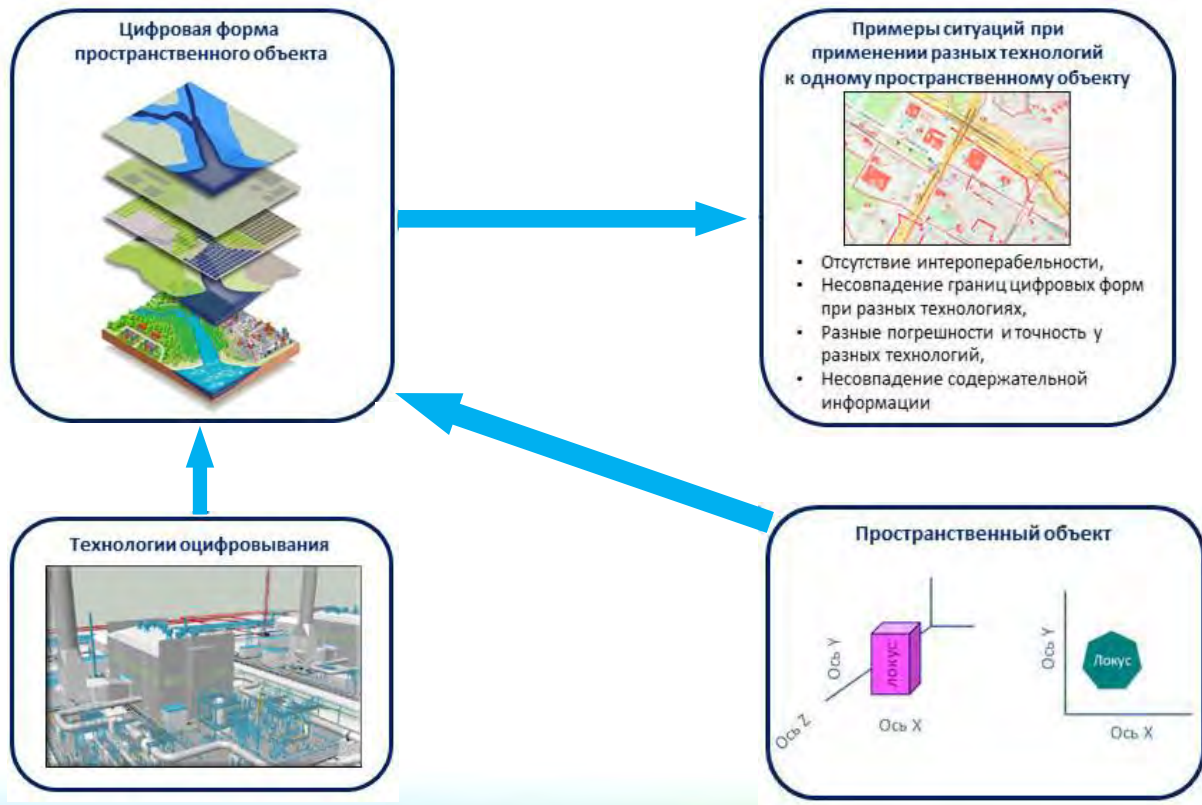 Цифровая форма
пространственного объекта
Примеры ситуаций при
применении разных технологий
к одному пространственному объекту
• Отсутствие интероперабельности,
• Несовпадение границ цифровых форм
при разных технологиях,
• Разные погрешности и точность у
разных технологий,
• Несовпадение содержательной
информации
Технологии оцифровывания
Пространственный объект
Ось Y
Локус
Ось Z
Ось X
Ось Y
Локус
Ось X